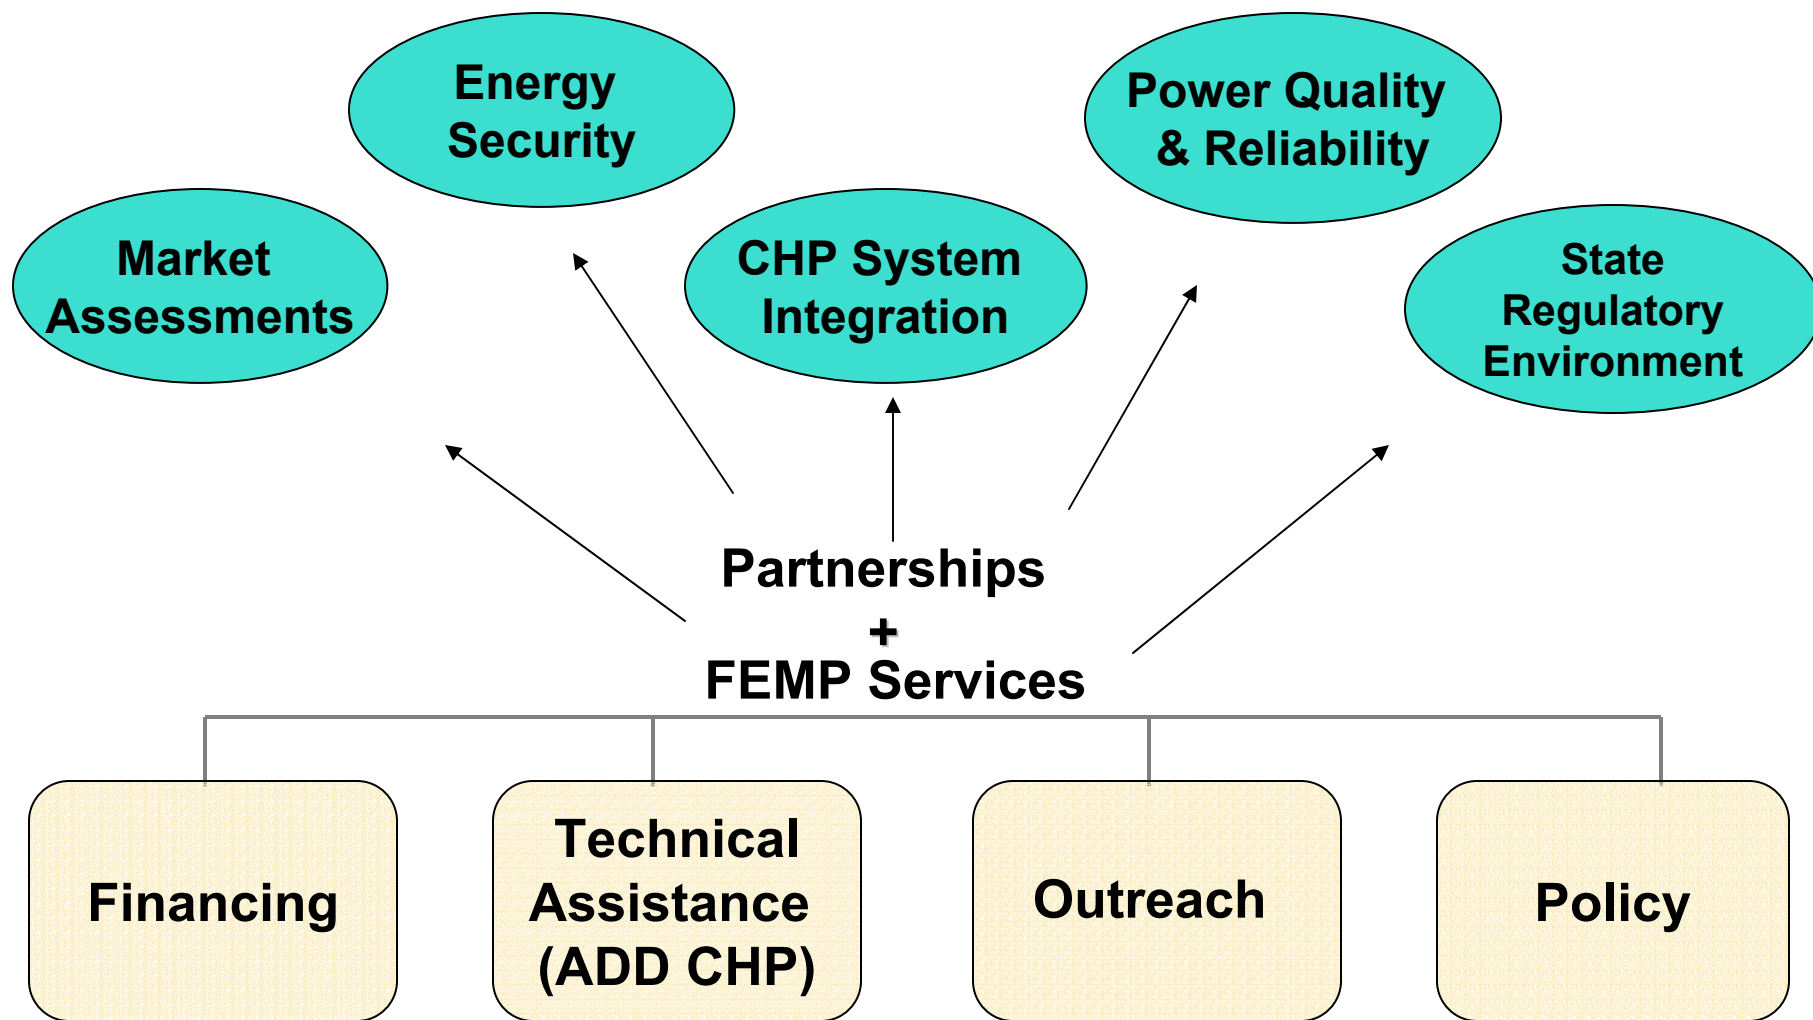 Energy
Security
Power Quality
& Reliability
Market
Assessments
CHP System
Integration
State
Regulatory
Environment
Partnerships
+
FEMP Services
Financing
Technical
Assistance
(ADD CHP)
Outreach
Policy